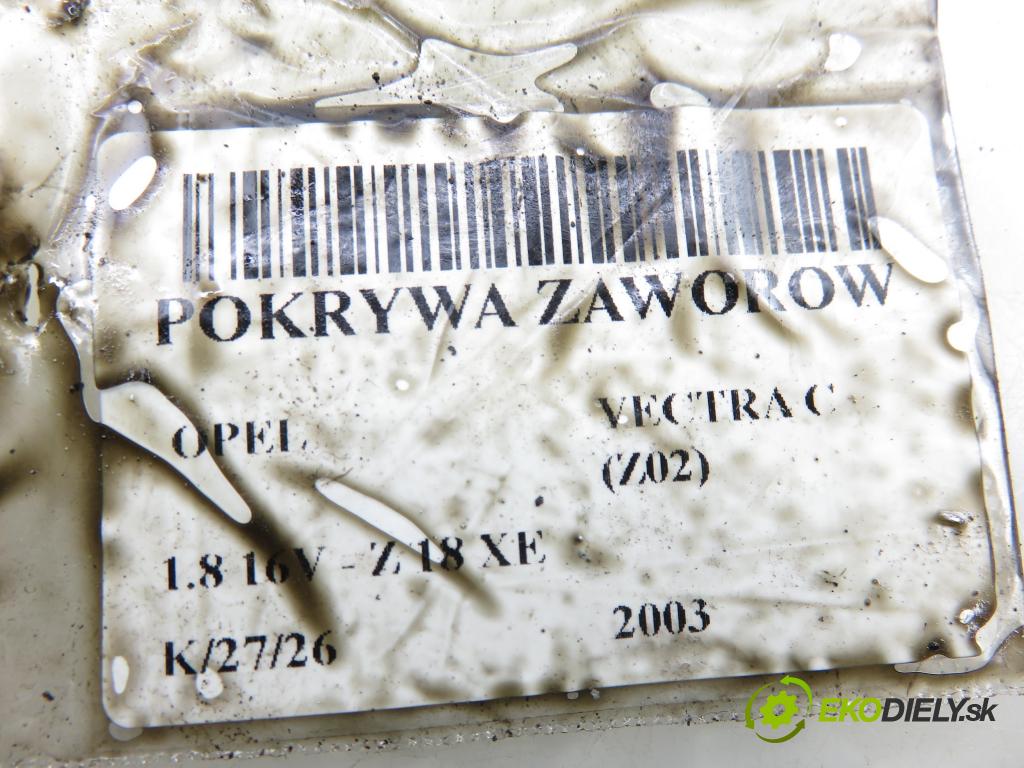 POKRYWA ZAWOROW
OPEL
VECTRA C
(Z02)
1.8 16V - Z 18 XE
K/27/26
2003
EKODIELY.sk